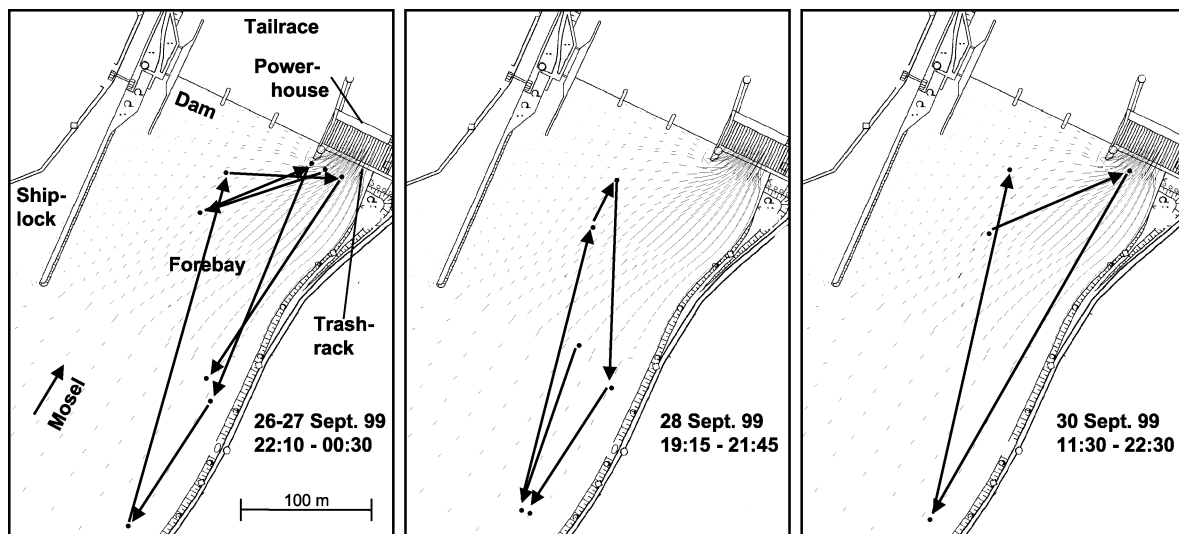 Tailrace
Power-
house
Dam
Ship-
lock
Forebay
Trash-
rack
Mosel
26-27 Sept. 99
22:10 - 00:30
100 m
28 Sept. 99
19:15 - 21:45
30 Sept. 99
11:30 - 22:30